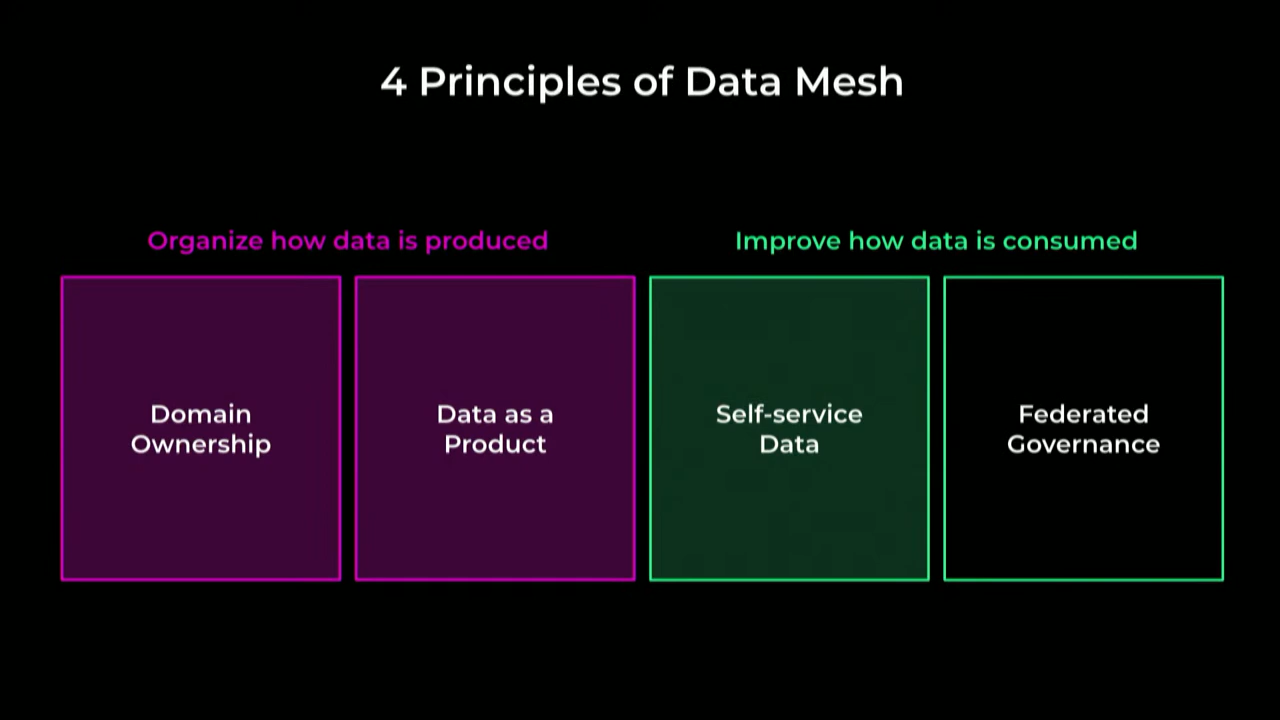 4 Principles of Data Mesh
Organize how data is produced
Improve how data is consumed
Domain
Ownership
Data as a
Product
Self-service
Data
Federated
Governance